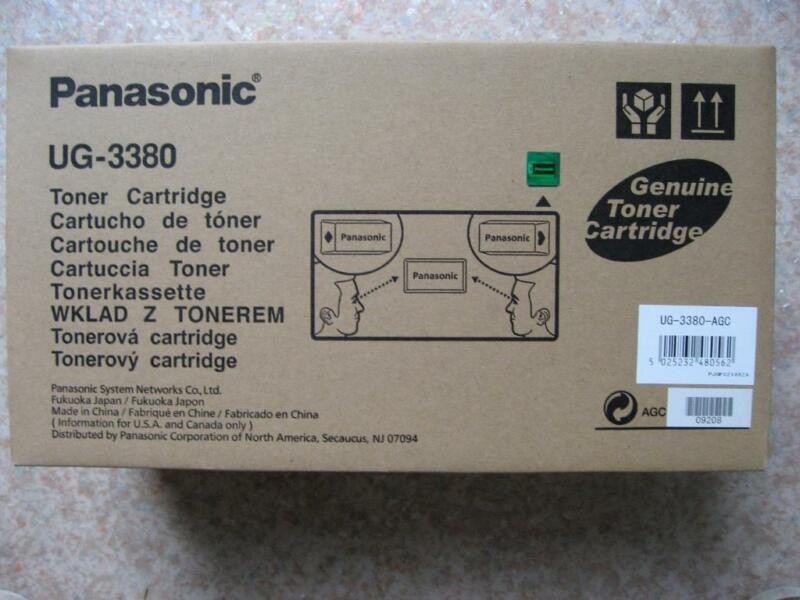 Panasonic®
UG-3380
Toner Cartridge
Cartucho de tóner
Cartouche de toner
Cartuccia Toner
Tonerkassette
WKLAD Z TONEREM
Tonerová cartridge
Tonerový cartridge
Panasonic System Networks Co., Ltd.
Fukuoka Japan / Fukuoka Japon
Made in China / Fabriqué en Chine / Fabricado en China
( Information for U.S.A. and Canada only )
Distributed by Panasonic Corporation of North America, Secaucus, NJ 07094
Panasonic
Panasonic
Panasonic
Panasonic
Genuine
Toner
Cartridge
UG-3380-AGC
5 025232 480562
AGC
09208